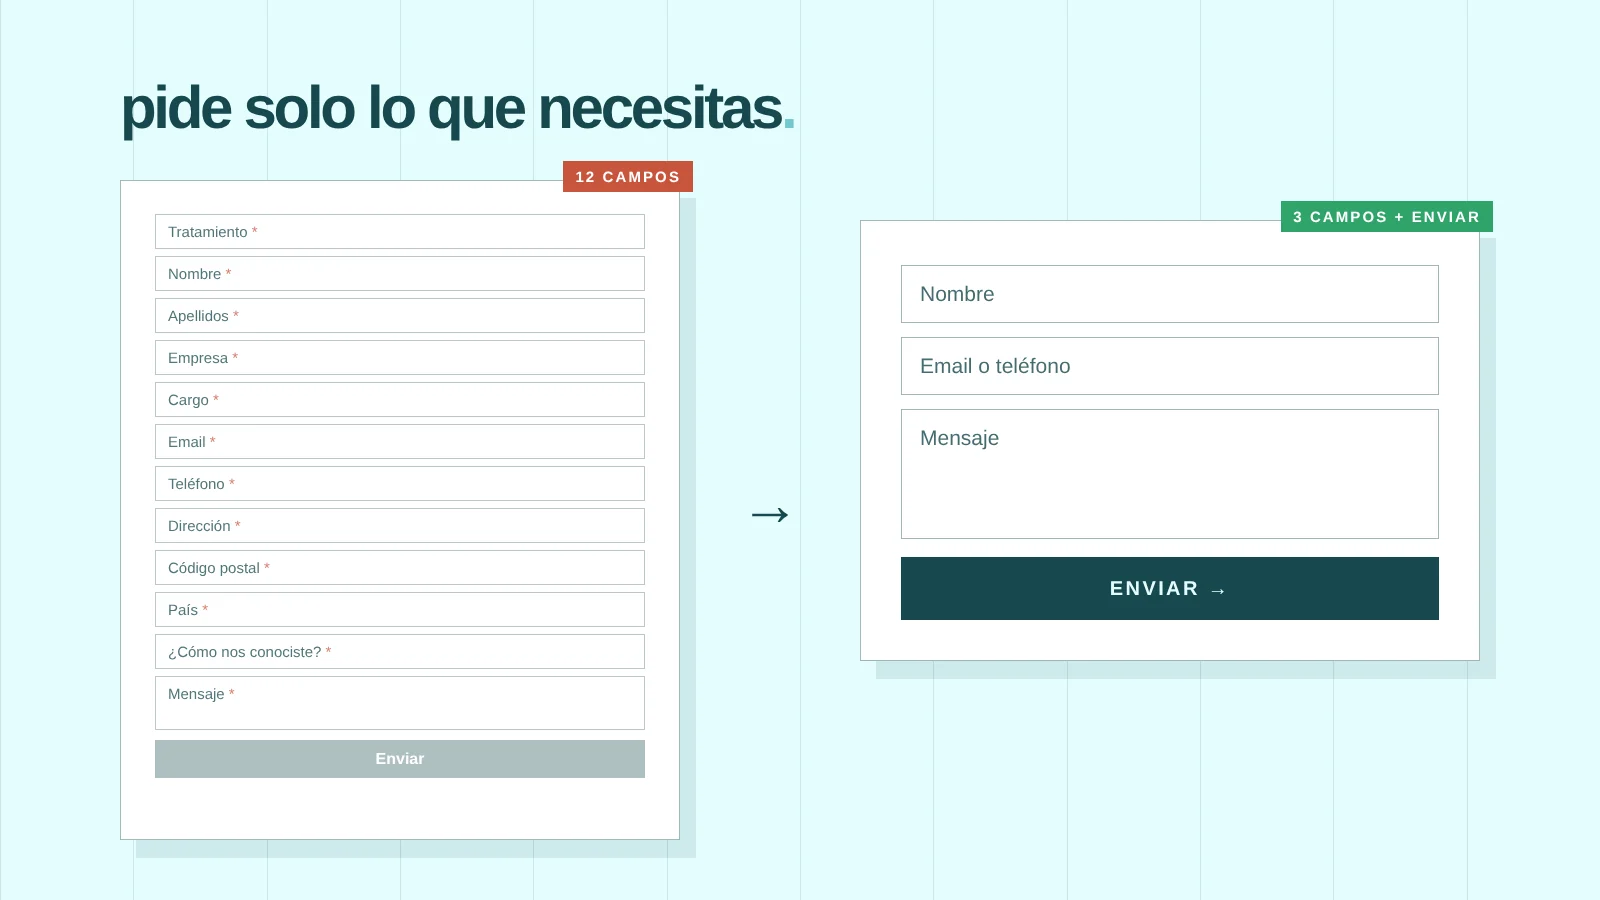 pide solo lo que necesitas.
12 CAMPOS
Tratamiento *
Nombre *
Apellidos *
Empresa *
Cargo *
Email *
Teléfono *
Dirección *
Código postal *
País *
¿Cómo nos conociste? *
Mensaje *
Enviar
→
3 CAMPOS + ENVIAR
Nombre
Email o teléfono
Mensaje
ENVIAR →